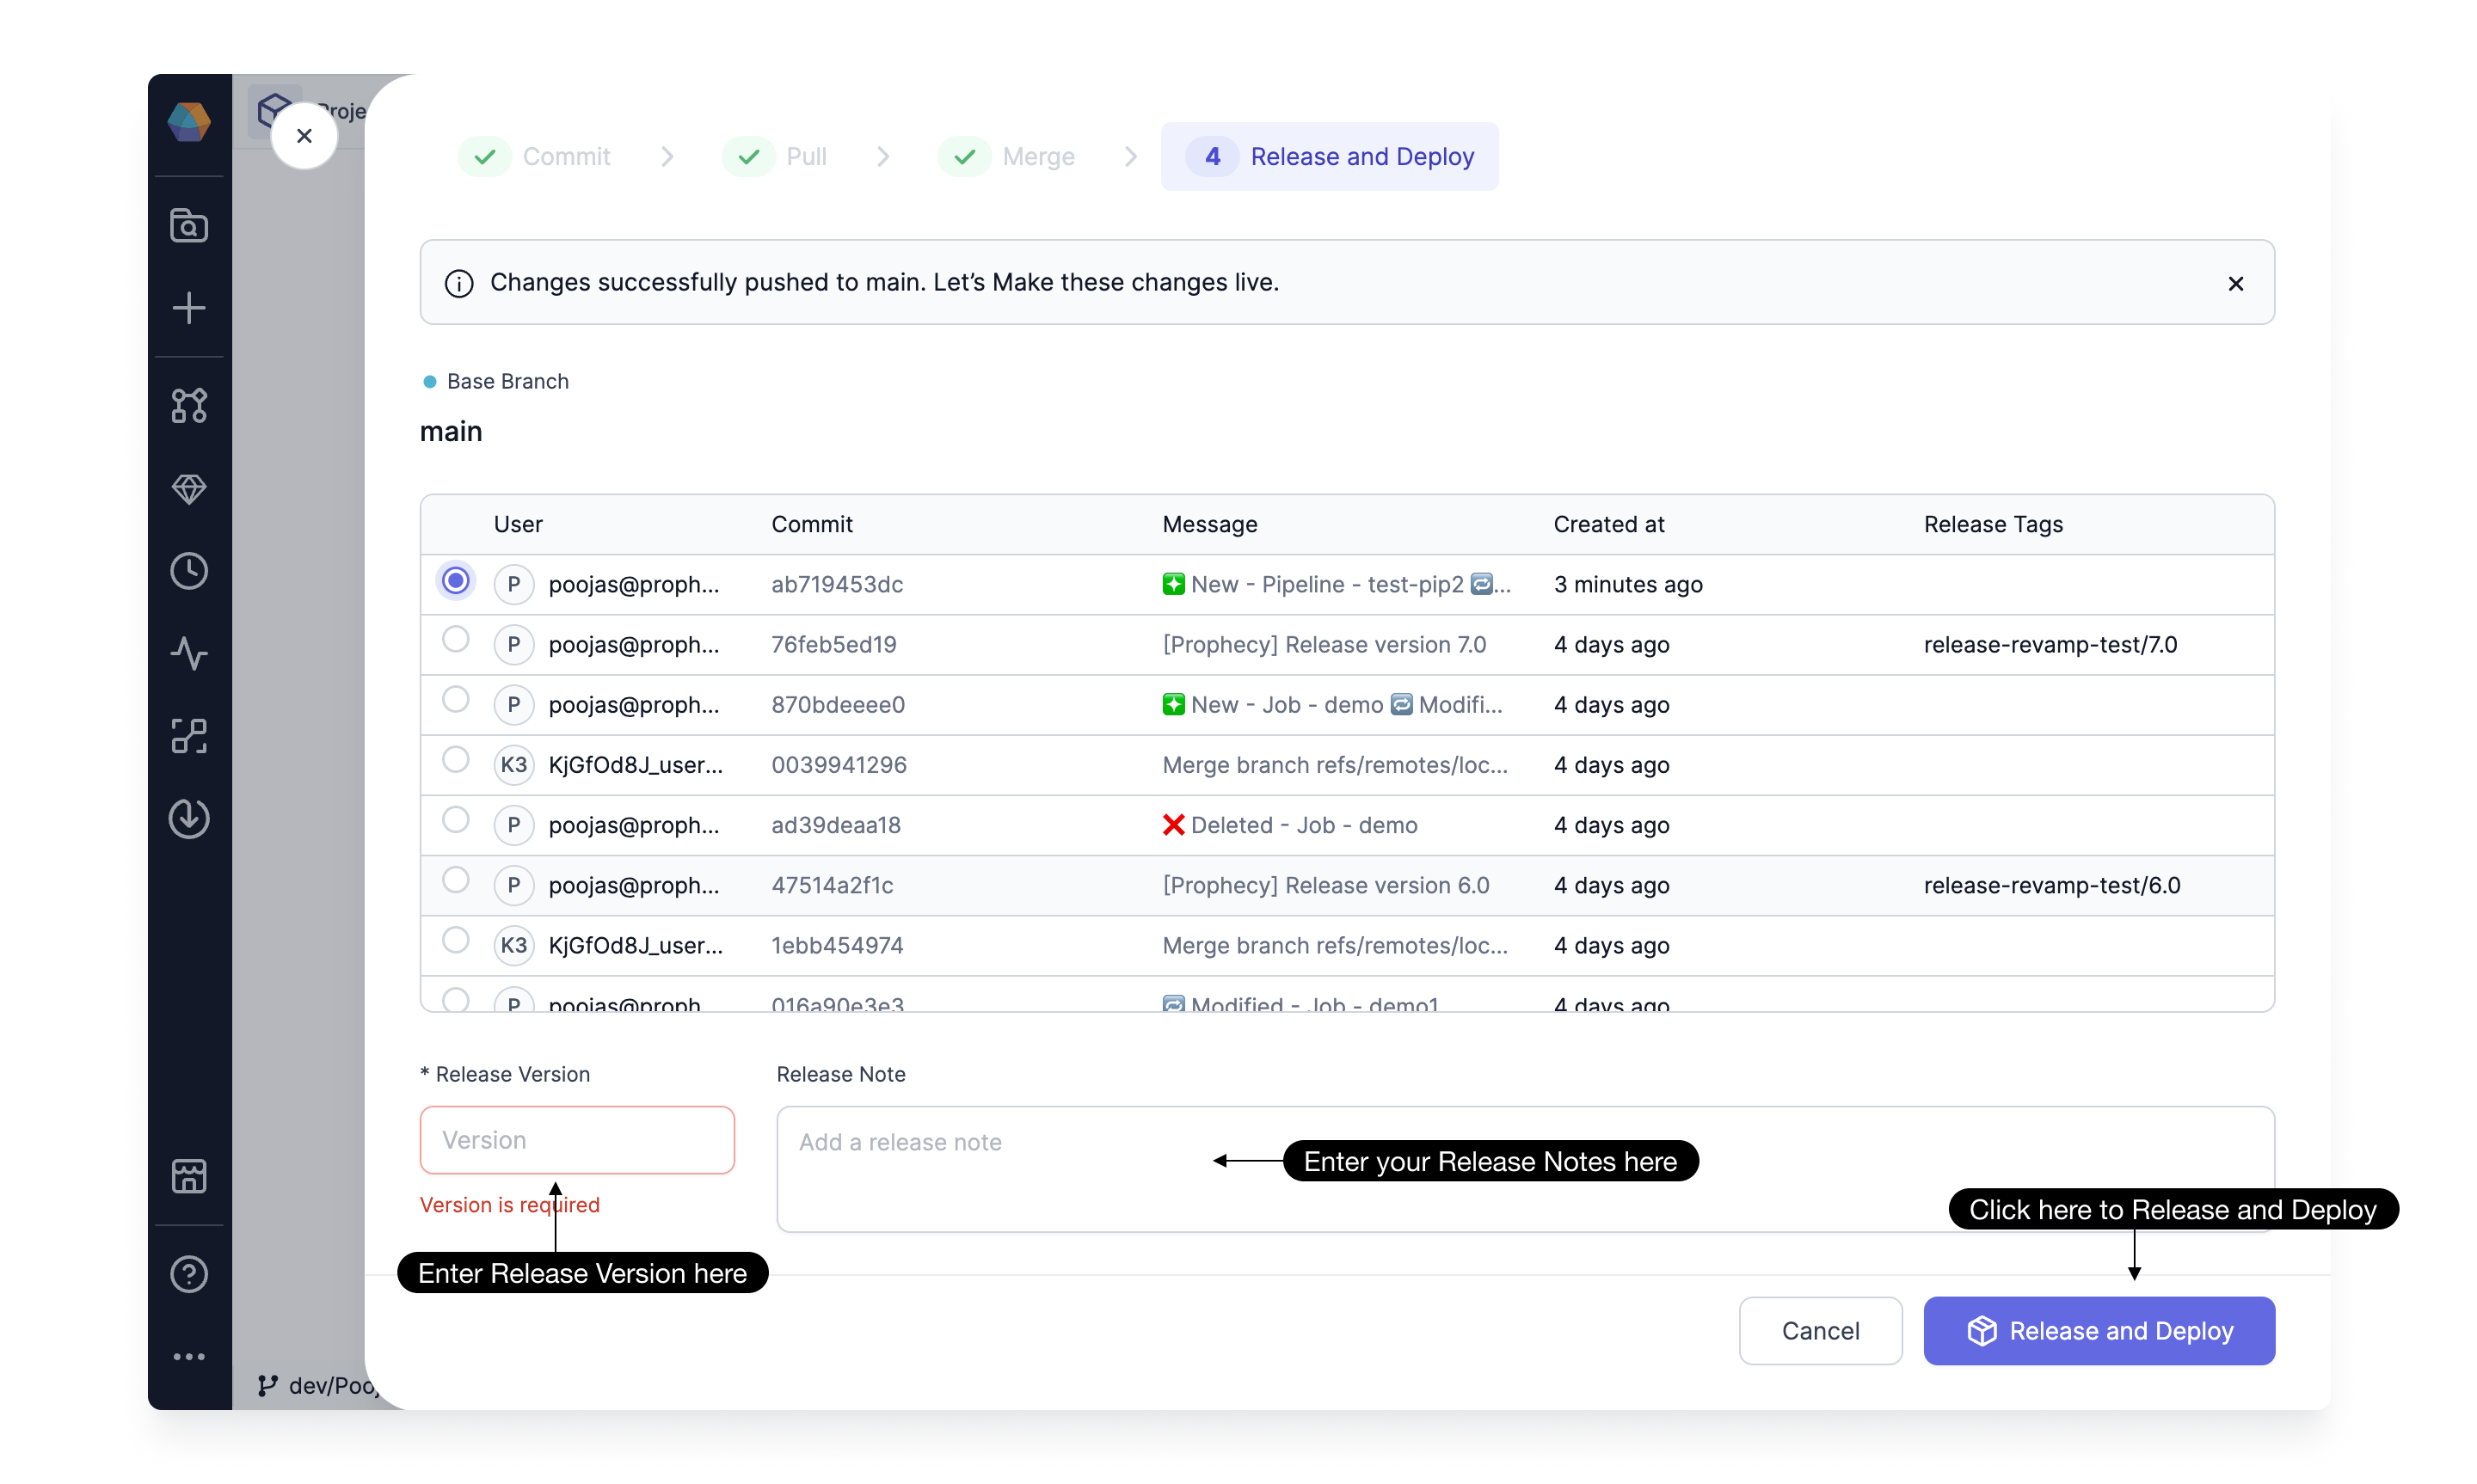 Proje
Commit
Pull
Merge
4 Release and Deploy
Changes successfully pushed to main. Let’s Make these changes live.
Base Branch
main
User Commit Message Created at Release Tags
P poojas@proph... ab719453dc New - Pipeline - test-pip2 ... 3 minutes ago
P poojas@proph... 76feb5ed19 [Prophecy] Release version 7.0 4 days ago release-revamp-test/7.0
P poojas@proph... 870bdeeee0 New - Job - demo Modifi... 4 days ago
K3 KjGfOd8J_user... 0039941296 Merge branch refs/remotes/loc... 4 days ago
P poojas@proph... ad39deaa18 Deleted - Job - demo 4 days ago
P poojas@proph... 47514a2f1c [Prophecy] Release version 6.0 4 days ago release-revamp-test/6.0
K3 KjGfOd8J_user... 1ebb454974 Merge branch refs/remotes/loc... 4 days ago
P poojas@proph 016a90e3e3 Modified - Job - demo1 4 days ago
* Release Version Release Note
Version
Add a release note
Enter your Release Notes here
Version is required
Click here to Release and Deploy
Enter Release Version here
Cancel
Release and Deploy
dev/Pooj